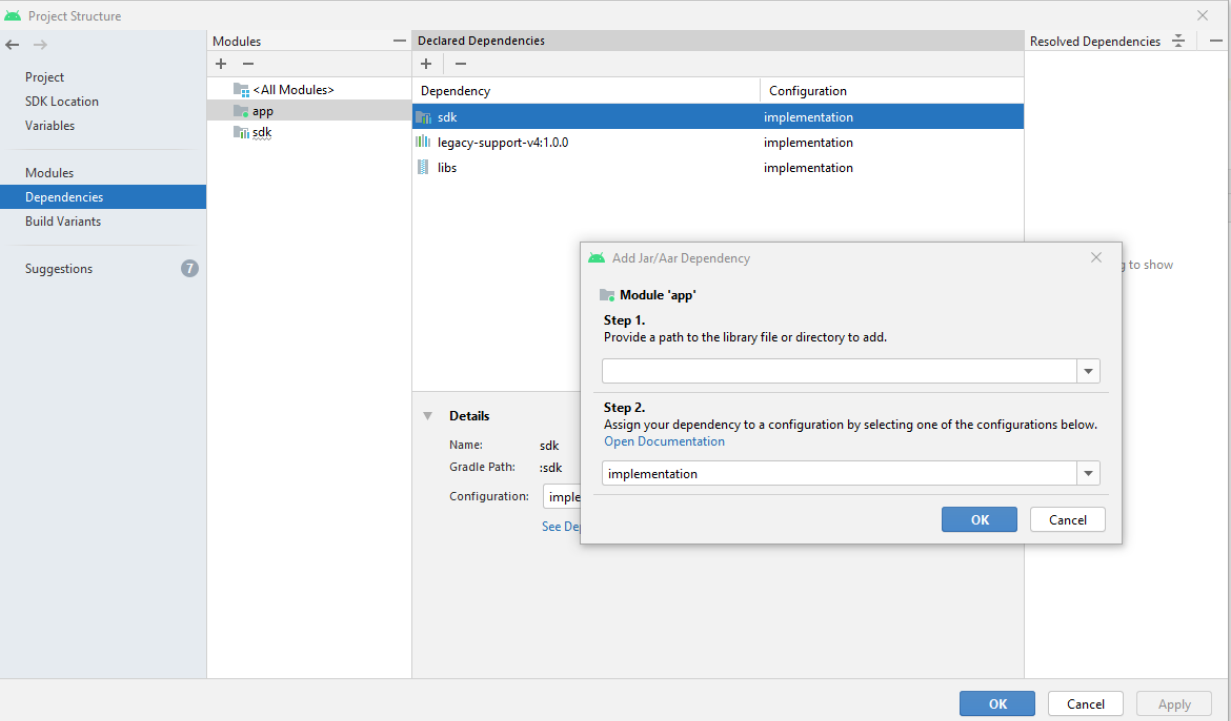 Project Structure
Modules
Declared Dependencies
Resolved Dependencies
Project
SDK Location
Variables
Modules
Dependencies
Build Variants
Suggestions
7
<All Modules>
app
sdk
Dependency
Configuration
sdk
implementation
legacy-support-v4:1.0.0
implementation
libs
implementation
to show
Details
Name:
sdk
Gradle Path:
:sdk
Configuration:
imple
See De
Add Jar/Aar Dependency
Module 'app'
Step 1.
Provide a path to the library file or directory to add.
Step 2.
Assign your dependency to a configuration by selecting one of the configurations below.
Open Documentation
implementation
OK
Cancel
OK
Cancel
Apply